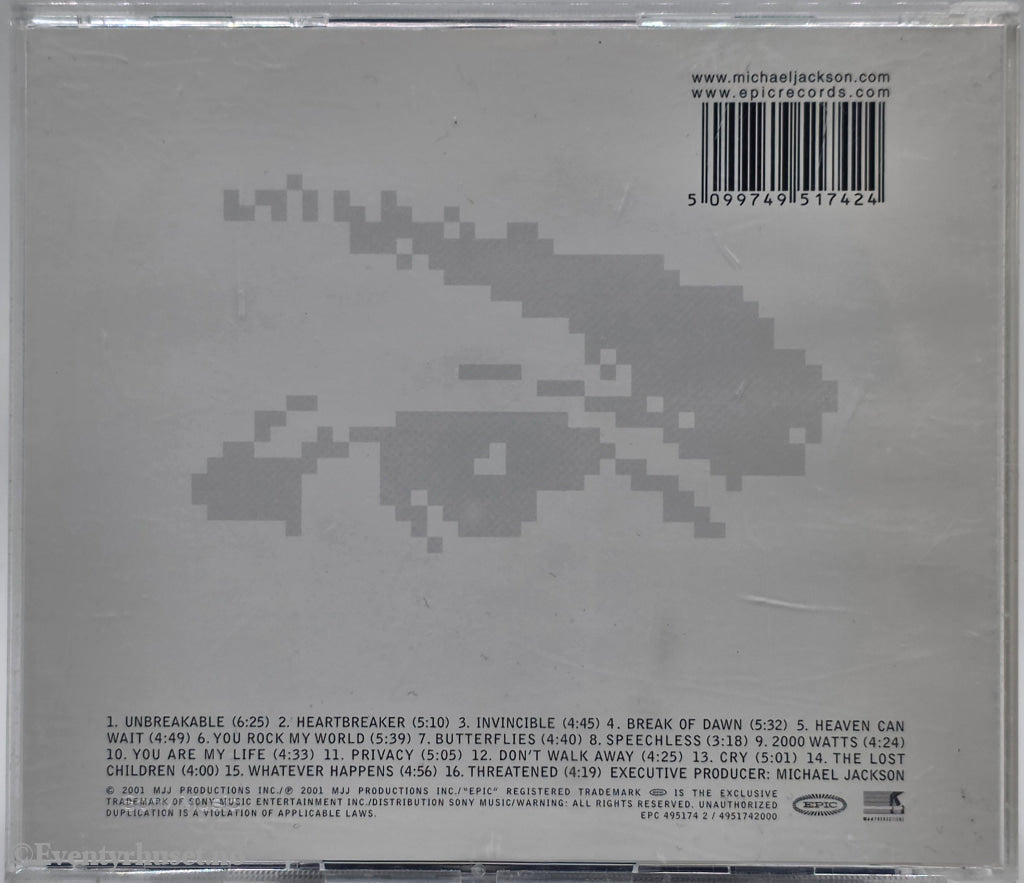 www.michaeljackson.com
www.epicrecords.com
5 099749 517424
1. UNBREAKABLE (6:25) 2. HEARTBREAKER (5:10) 3. INVINCIBLE (4:45) 4. BREAK OF DAWN (5:32) 5. HEAVEN CAN
WAIT (4:49) 6. YOU ROCK MY WORLD (5:39) 7. BUTTERFLIES (4:40) 8. SPEECHLESS (3:18) 9. 2000 WATTS (4:24)
10. YOU ARE MY LIFE (4:33) 11. PRIVACY (5:05) 12. DON'T WALK AWAY (4:25) 13. CRY (5:01) 14. THE LOST
CHILDREN (4:00) 15. WHATEVER HAPPENS (4:56) 16. THREATENED (4:19) EXECUTIVE PRODUCER: MICHAEL JACKSON
© 2001 MJJ PRODUCTIONS INC./℗ 2001 MJJ PRODUCTIONS INC./"EPIC" REGISTERED TRADEMARK EPIC IS THE EXCLUSIVE
TRADEMARK OF SONY MUSIC ENTERTAINMENT INC./DISTRIBUTION SONY MUSIC/WARNING: ALL RIGHTS RESERVED. UNAUTHORIZED
DUPLICATION IS A VIOLATION OF APPLICABLE LAWS. EPC 495174 2 / 4951742000
EPIC
MJJ PRODUCTIONS
©Eventyrhuset.no